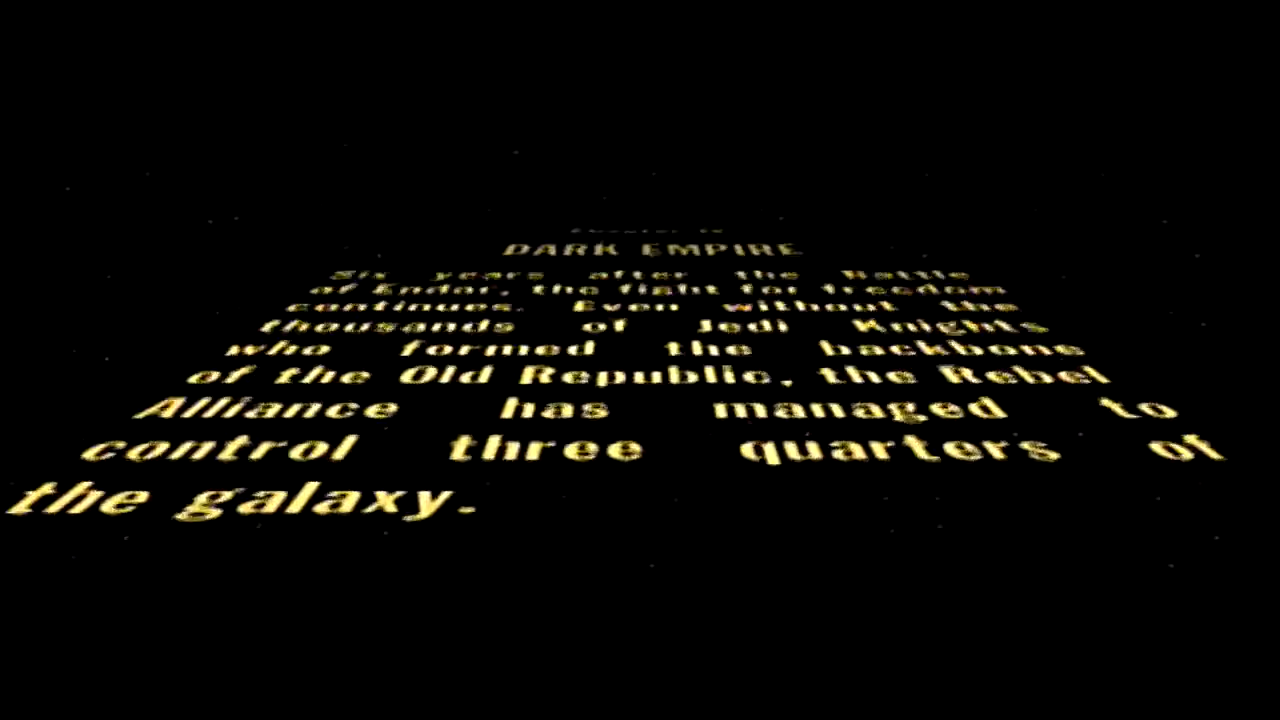 DARK EMPIRE
Six years after the Battle
of Endor, the fight for freedom
continues. Even without the
thousands of Jedi Knights
who formed the backbone
of the Old Republic, the Rebel
Alliance has managed to
control three quarters of
the galaxy.